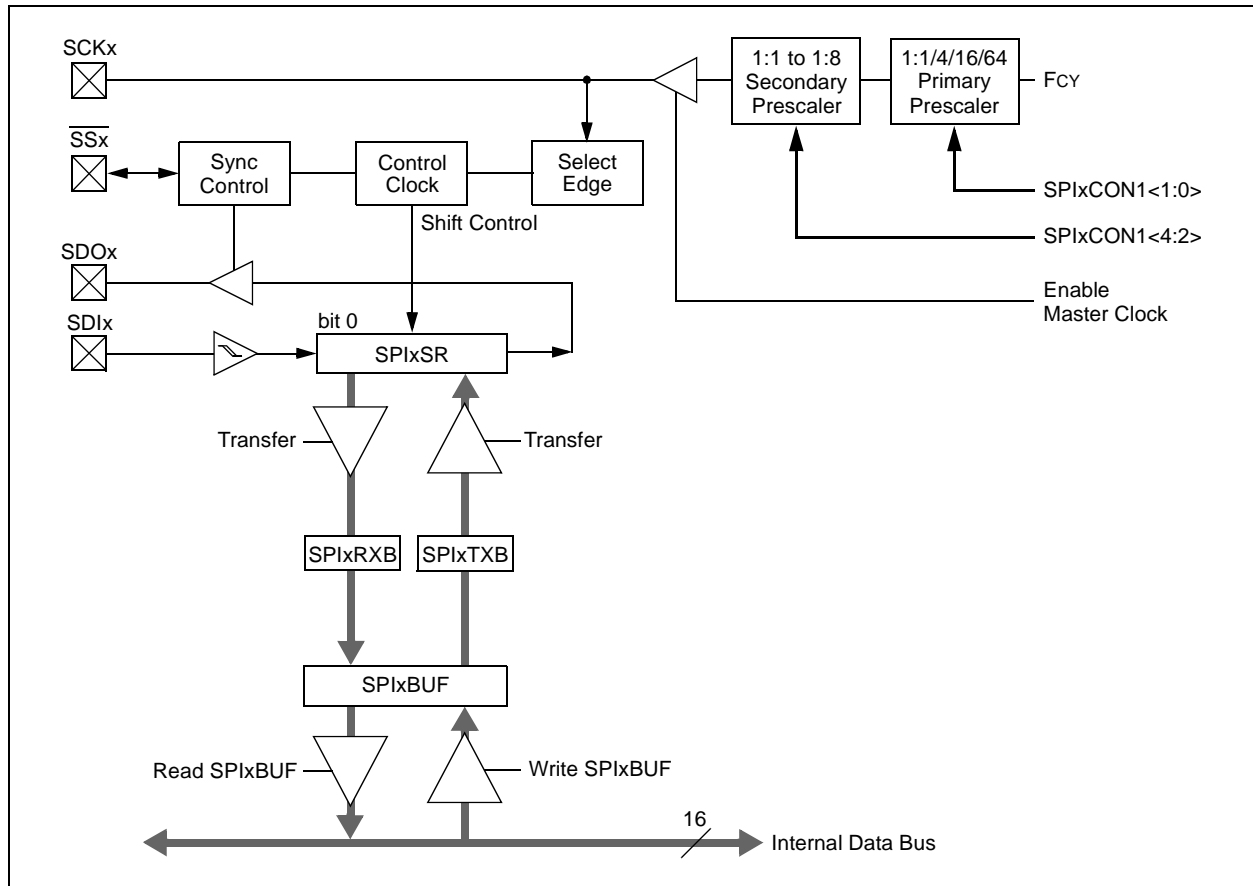 SCKx
1:1 to 1:8
Secondary
Prescaler
1:1/4/16/64
Primary
Prescaler
FCY
SSx
Sync
Control
Control
Clock
Select
Edge
SPIxCON1<1:0>
Shift Control
SPIxCON1<4:2>
SDOx
Enable
Master Clock
SDIx
bit 0
SPIxSR
Transfer
Transfer
SPIxRXB
SPIxTXB
SPIxBUF
Read SPIxBUF
Write SPIxBUF
16
Internal Data Bus